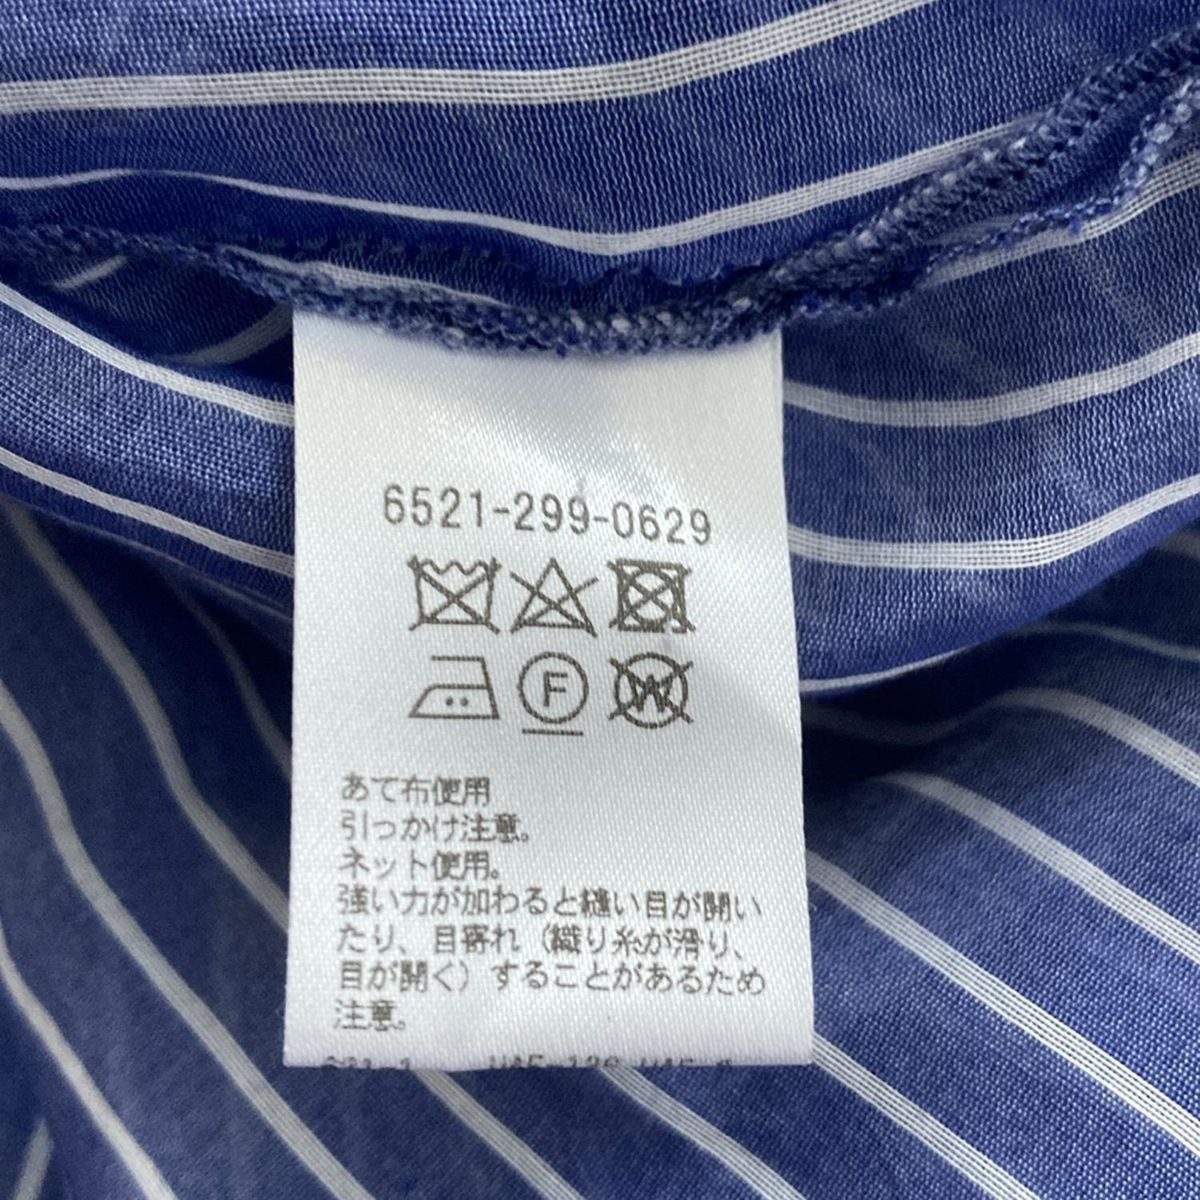 6521-299-0629
F
W
あて布使用
引っかけ注意。
ネット使用。
強い力が加わると縫い目が開い
たり、目寄れ（織り糸が滑り、
目が開く）することがあるため
注意。